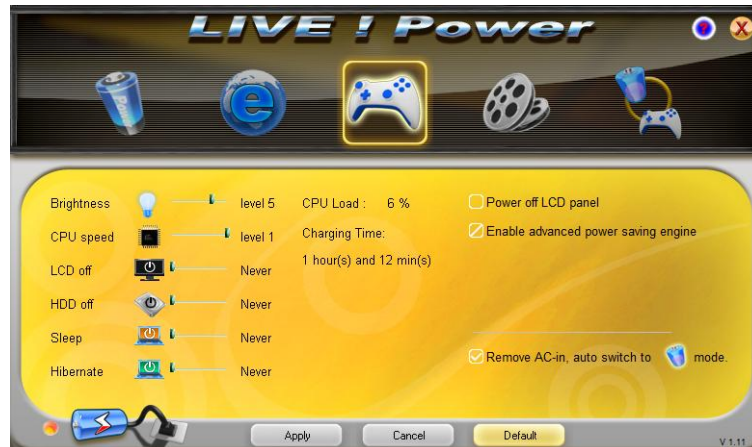 LIVE ! Power
Power
Brightness
level 5
CPU Load : 6 %
Power off LCD panel
CPU speed
level 1
Charging Time:
Enable advanced power saving engine
LCD off
Never
1 hour(s) and 12 min(s)
HDD off
Never
Sleep
Never
Remove AC-in, auto switch to mode.
Hibernate
Never
Apply
Cancel
Default
V 1.11